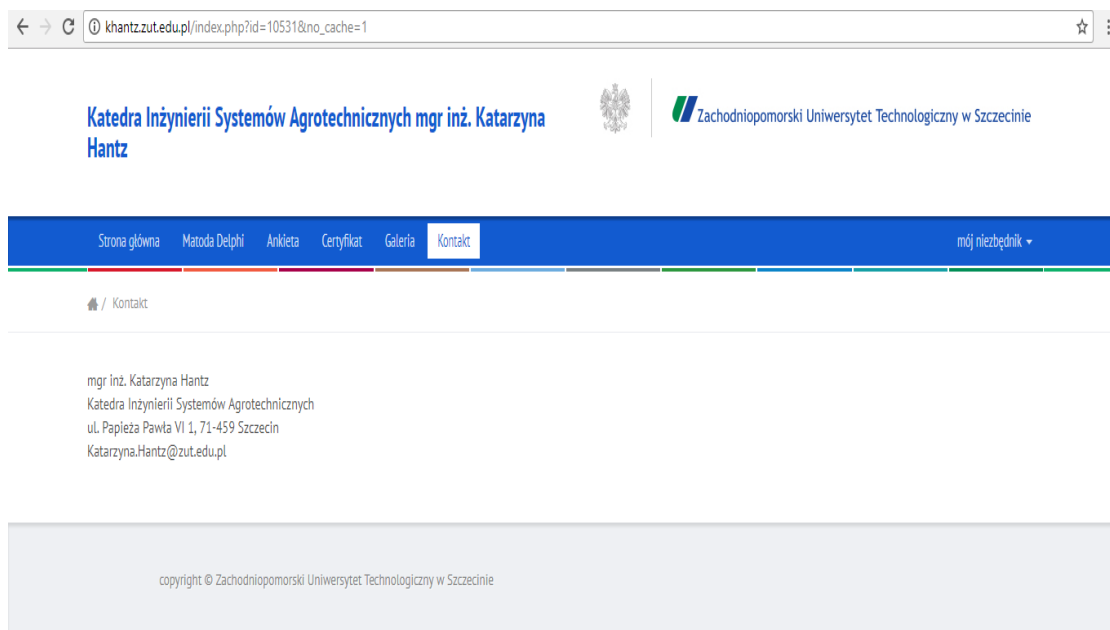 khantz.zut.edu.pl/index.php?id=10531&no_cache=1
Katedra Inżynierii Systemów Agrotechnicznych mgr inż. Katarzyna
Hantz
Zachodniopomorski Uniwersytet Technologiczny w Szczecinie
Strona główna Matoda Delphi Ankieta Certyfikat Galeria Kontakt mój niezbędnik
/ Kontakt
mgr inż. Katarzyna Hantz
Katedra Inżynierii Systemów Agrotechnicznych
ul. Papieża Pawła VI 1, 71-459 Szczecin
Katarzyna.Hantz@zut.edu.pl
copyright © Zachodniopomorski Uniwersytet Technologiczny w Szczecinie